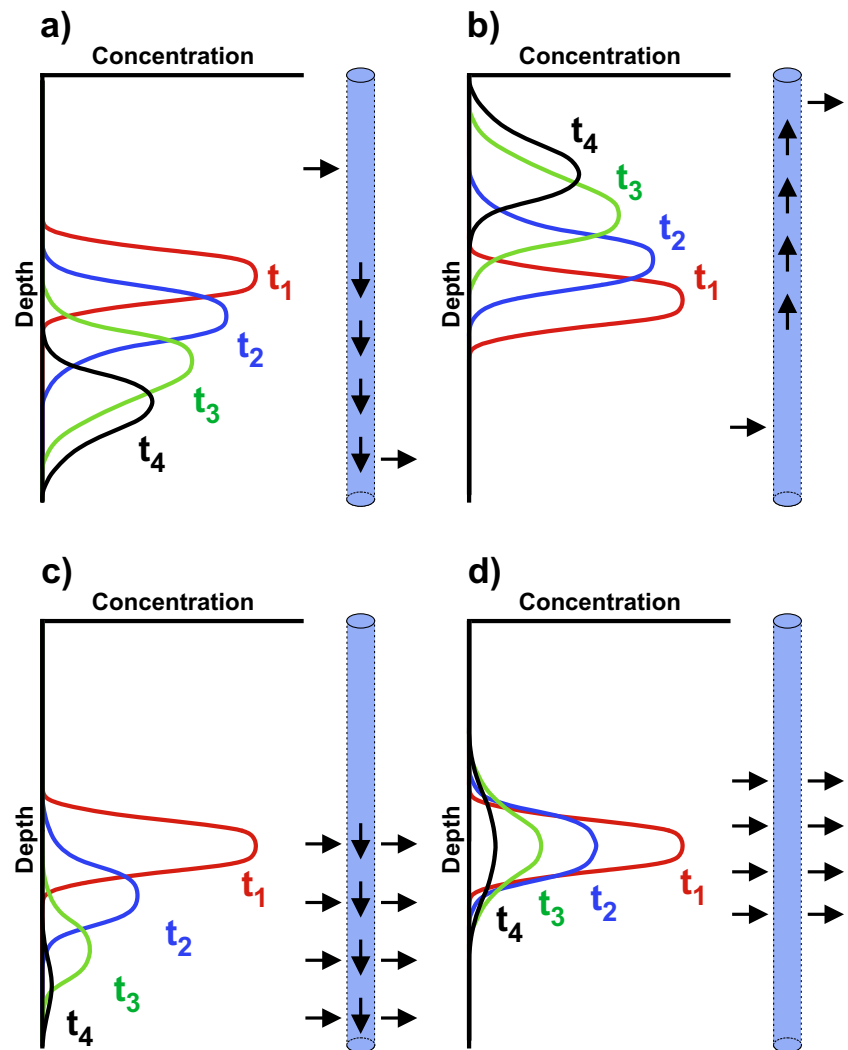 a)
Concentration
Depth
t1
t2
t3
t4
b)
Concentration
Depth
t4
t3
t2
t1
c)
Concentration
Depth
t1
t2
t3
t4
d)
Concentration
Depth
t1
t2
t3
t4